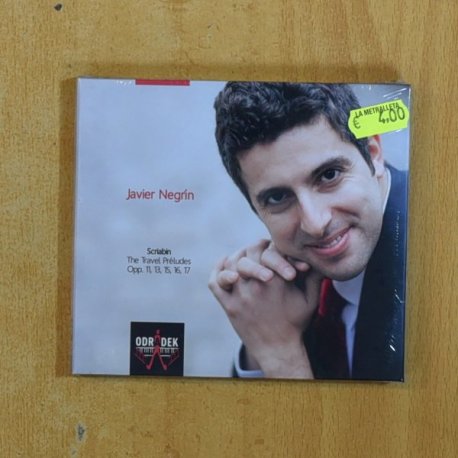 LA METRALLETA
€ 4,00
Javier Negrín
Scriabin
The Travel Préludes
Opp. 11, 13, 15, 16, 17
ODRADEK